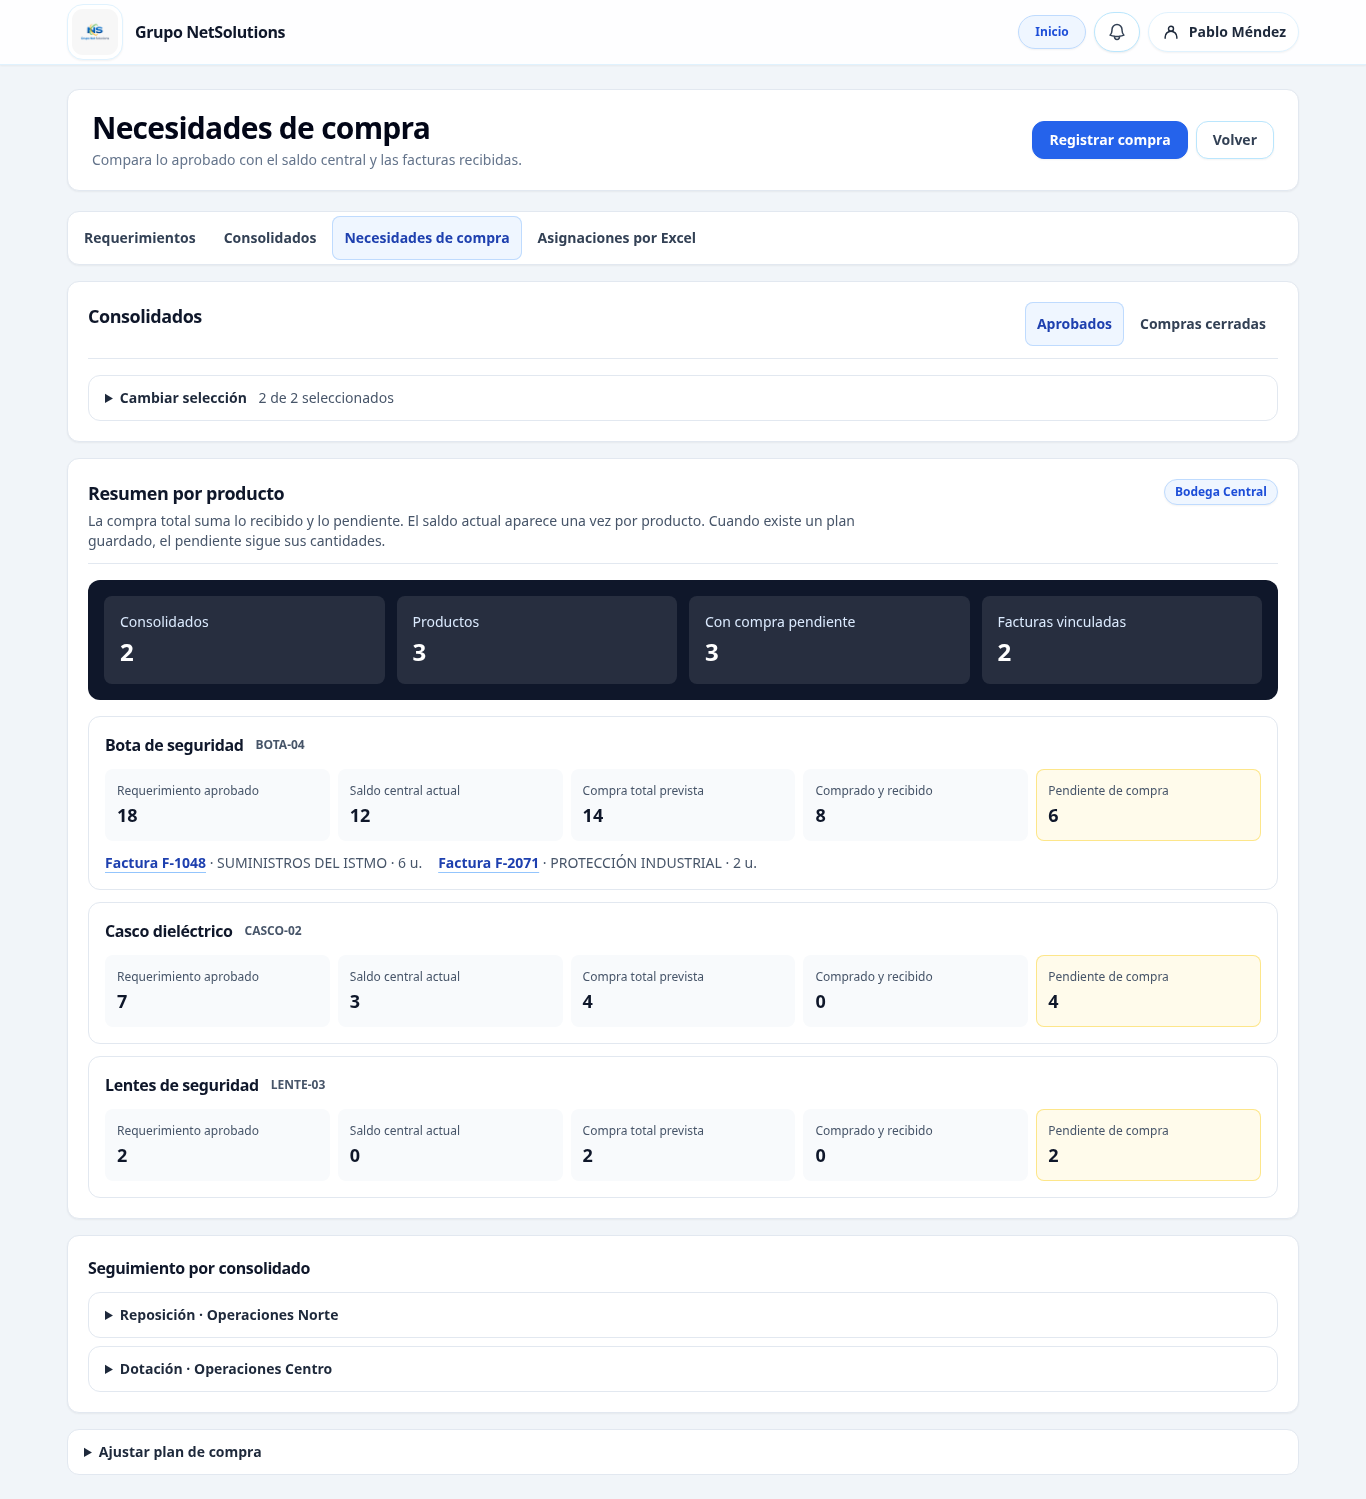 NS
Grupo NetSolutions
Inicio
Pablo Méndez
Necesidades de compra
Compara lo aprobado con el saldo central y las facturas recibidas.
Registrar compra
Volver
Requerimientos
Consolidados
Necesidades de compra
Asignaciones por Excel
Consolidados
Aprobados
Compras cerradas
Cambiar selección 2 de 2 seleccionados
Resumen por producto
Bodega Central
La compra total suma lo recibido y lo pendiente. El saldo actual aparece una vez por producto. Cuando existe un plan
guardado, el pendiente sigue sus cantidades.
Consolidados
2
Productos
3
Con compra pendiente
3
Facturas vinculadas
2
Bota de seguridad BOTA-04
Requerimiento aprobado
18
Saldo central actual
12
Compra total prevista
14
Comprado y recibido
8
Pendiente de compra
6
Factura F-1048 · SUMINISTROS DEL ISTMO · 6 u. Factura F-2071 · PROTECCIÓN INDUSTRIAL · 2 u.
Casco dieléctrico CASCO-02
Requerimiento aprobado
7
Saldo central actual
3
Compra total prevista
4
Comprado y recibido
0
Pendiente de compra
4
Lentes de seguridad LENTE-03
Requerimiento aprobado
2
Saldo central actual
0
Compra total prevista
2
Comprado y recibido
0
Pendiente de compra
2
Seguimiento por consolidado
Reposición · Operaciones Norte
Dotación · Operaciones Centro
Ajustar plan de compra